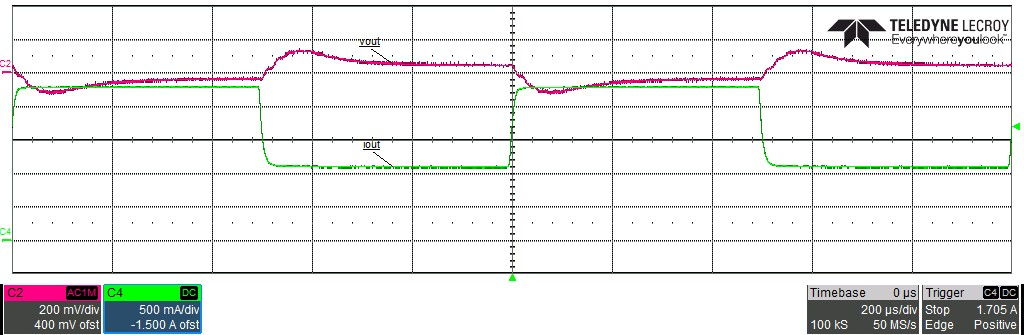 TELEDYNE LECROY
Everywhereyoulook™
C2
Vout
Iout
C4
C2 AC1M
200 mV/div
400 mV ofst
C4 DC
500 mA/div
-1.500 A ofst
Timebase 0 µs
200 µs/div
100 kS 50 MS/s
Trigger C4 DC
Stop 1.705 A
Edge Positive